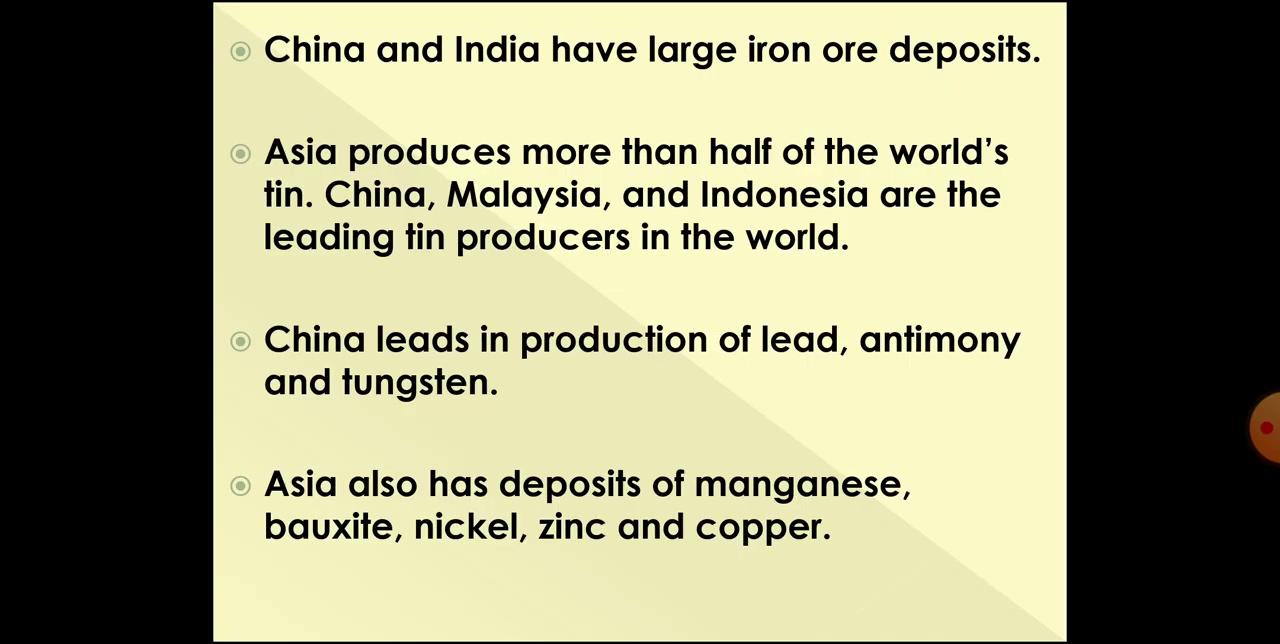 China and India have large iron ore deposits.
Asia produces more than half of the world’s
tin. China, Malaysia, and Indonesia are the
leading tin producers in the world.
China leads in production of lead, antimony
and tungsten.
Asia also has deposits of manganese,
bauxite, nickel, zinc and copper.